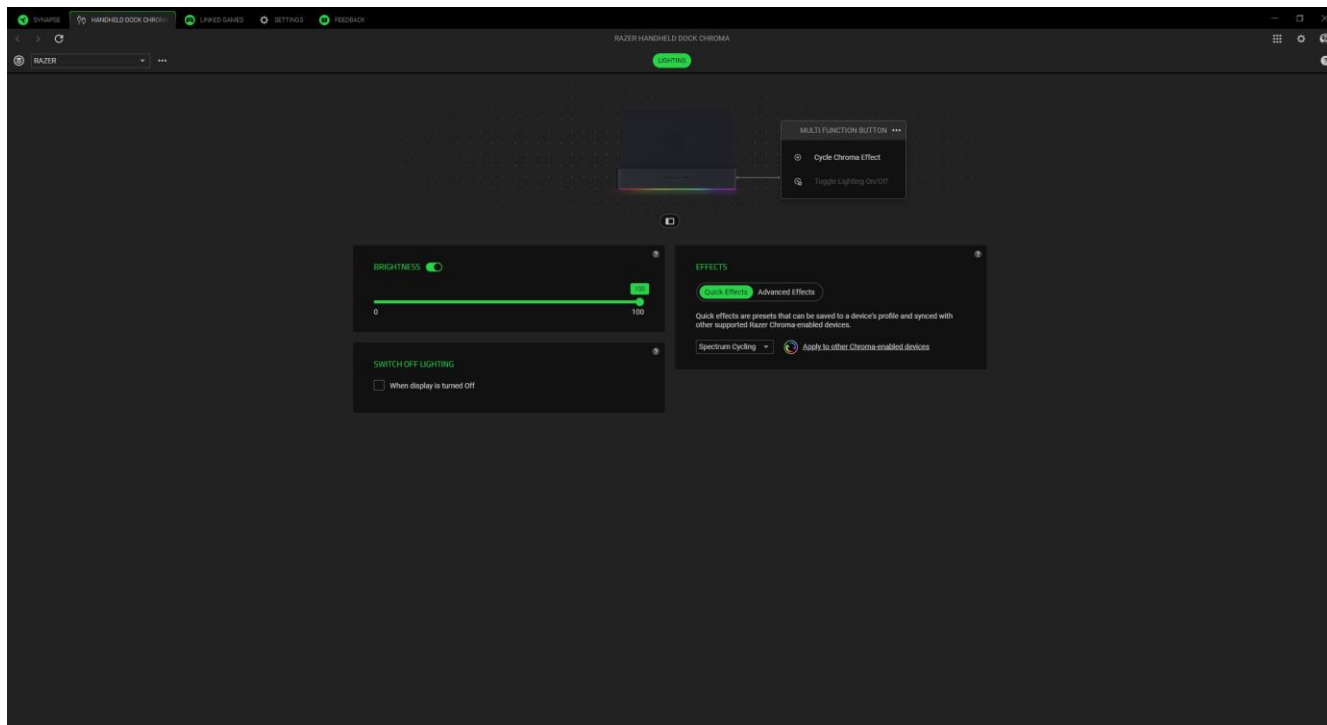 SYNAPSE
HANDHELD DOCK CHROM
LINKED GAMES
SETTINGS
FEEDBACK
RAZER HANDHELD DOCK CHROMA
RAZER
LIGHTING
MULTI FUNCTION BUTTON
Cycle Chroma Effect
Toggle Lighting On/Off
BRIGHTNESS
100
0
100
SWITCH OFF LIGHTING
When display is turned Off
EFFECTS
Quick Effects
Advanced Effects
Quick effects are presets that can be saved to a device's profile and synced with
other supported Razer Chroma-enabled devices.
Spectrum Cycling
Apply to other Chroma-enabled devices